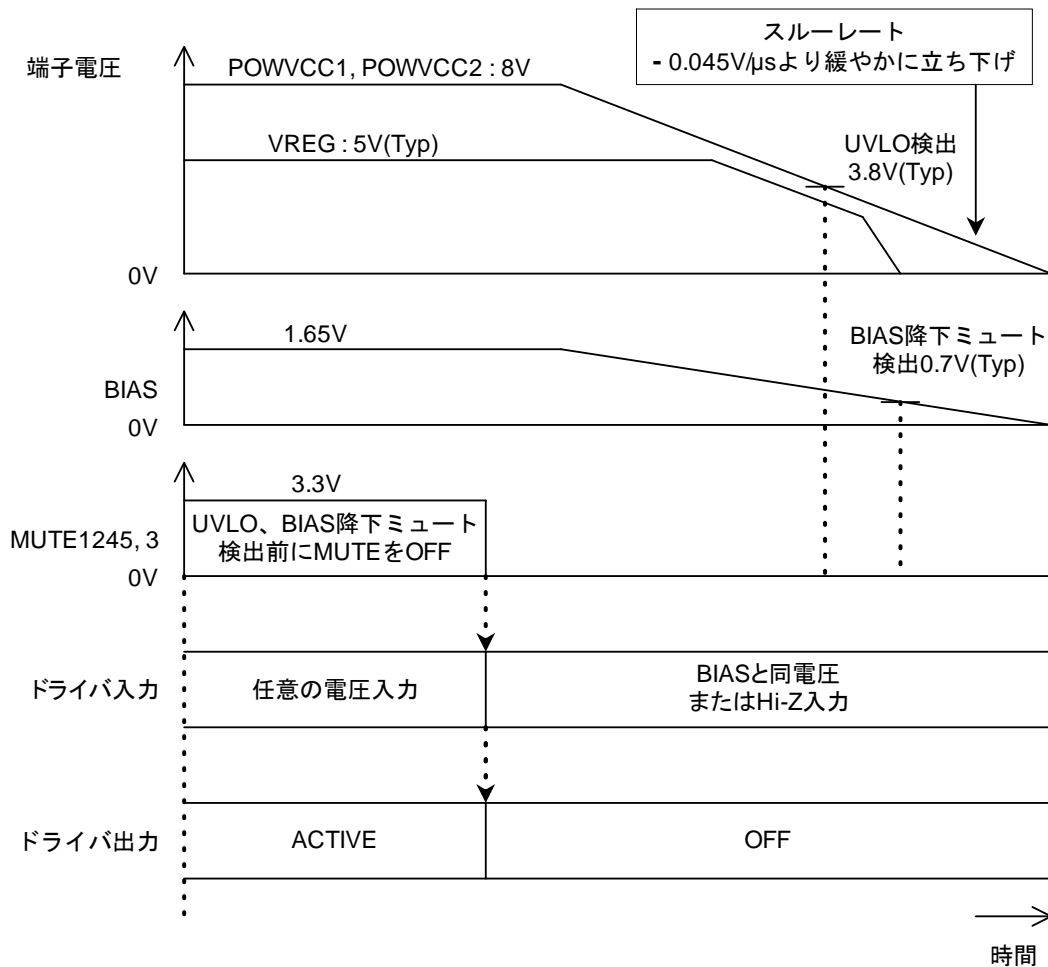 スルーレート
- 0.045V/μsより緩やかに立ち下げ
端子電圧
POWVCC1, POWVCC2 : 8V
VREG : 5V(Typ)
UVLO検出
3.8V(Typ)
0V
1.65V
BIAS降下ミュート
検出0.7V(Typ)
BIAS
0V
3.3V
UVLO、BIAS降下ミュート
検出前にMUTEをOFF
MUTE1245, 3
0V
ドライバ入力
任意の電圧入力
BIASと同電圧
またはHi-Z入力
ドライバ出力
ACTIVE
OFF
時間